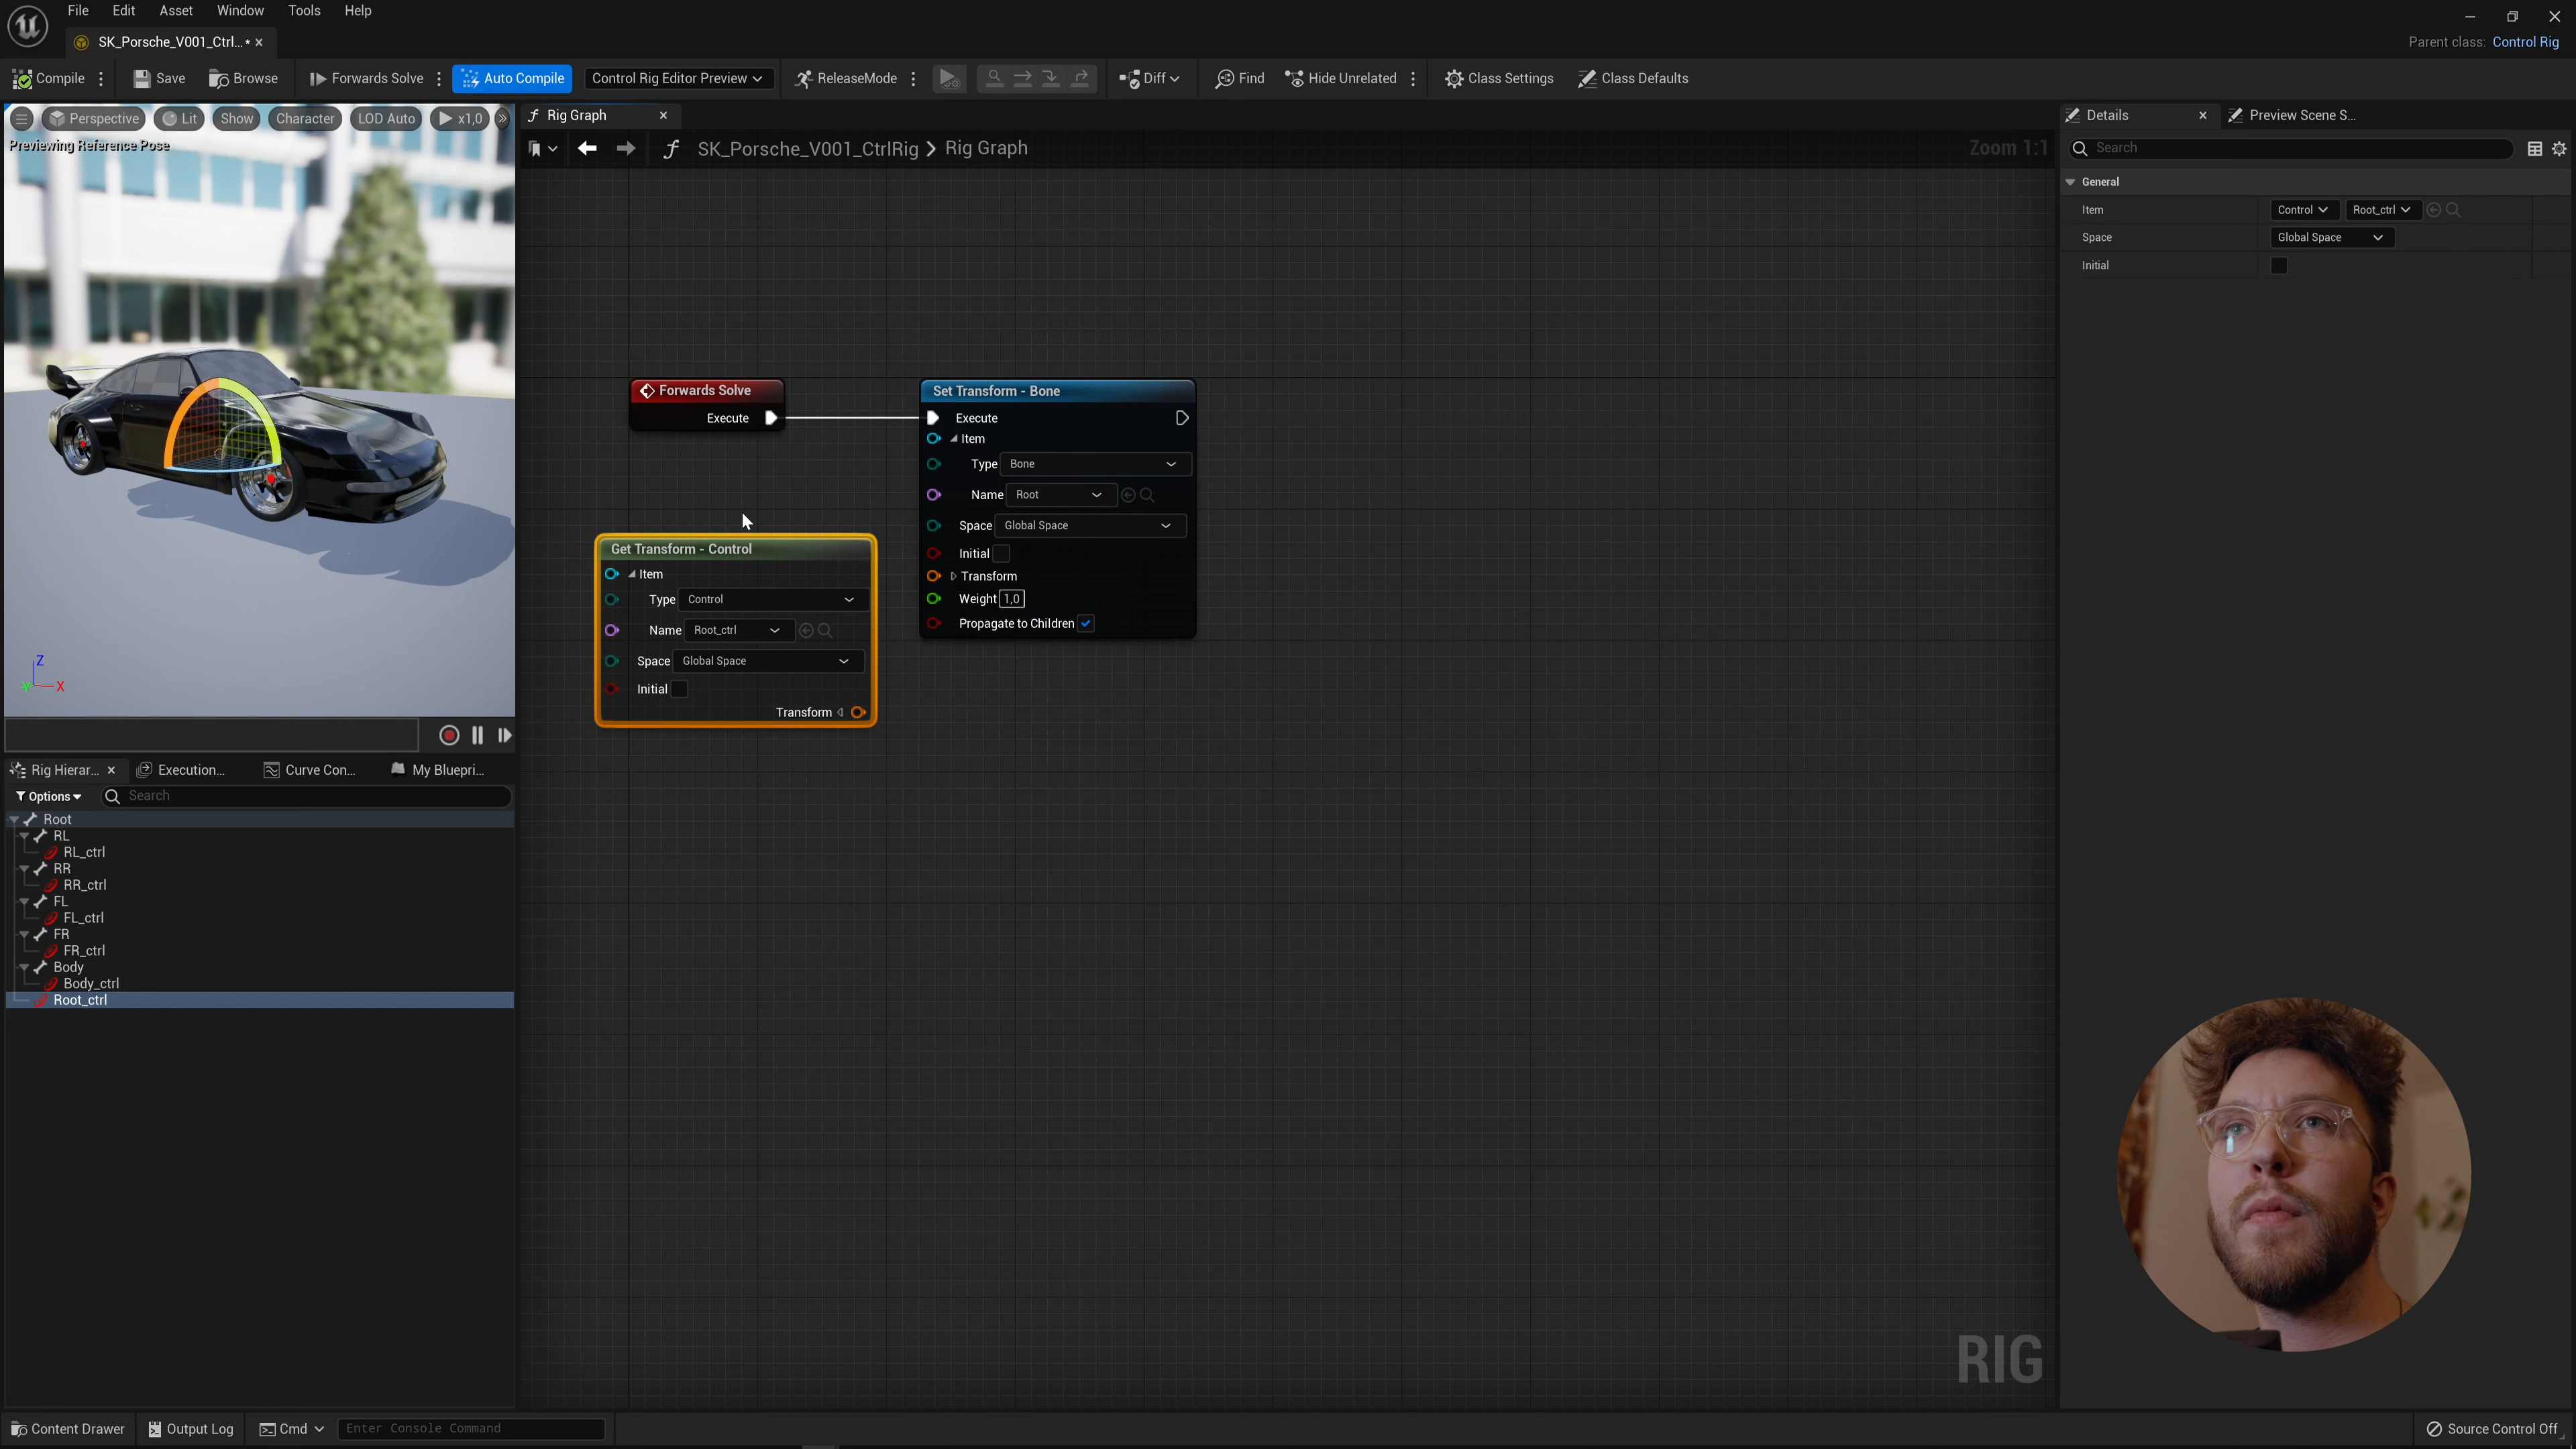 File Edit Asset Window Tools Help
SK_Porsche_V001_Ctrl...*
Parent class: Control Rig
Compile Save Browse Forwards Solve Auto Compile Control Rig Editor Preview ReleaseMode Diff Find Hide Unrelated Class Settings Class Defaults
Perspective Lit Show Character LOD Auto x1,0
Previewing Reference Pose
Z
Y X
Rig Graph
SK_Porsche_V001_CtrlRig > Rig Graph
Zoom 1:1
Forwards Solve
Execute
Set Transform - Bone
Execute
Item
Type Bone
Name Root
Space Global Space
Initial
Transform
Weight 1,0
Propagate to Children
Get Transform - Control
Item
Type Control
Name Root_ctrl
Space Global Space
Initial
Transform
RIG
Details Preview Scene S...
Search
General
Item Control Root_ctrl
Space Global Space
Initial
Rig Hierar... Execution... Curve Con... My Bluepri...
Options Search
Root
RL
RL_ctrl
RR
RR_ctrl
FL
FL_ctrl
FR
FR_ctrl
Body
Body_ctrl
Root_ctrl
Content Drawer Output Log Cmd Enter Console Command Source Control Off